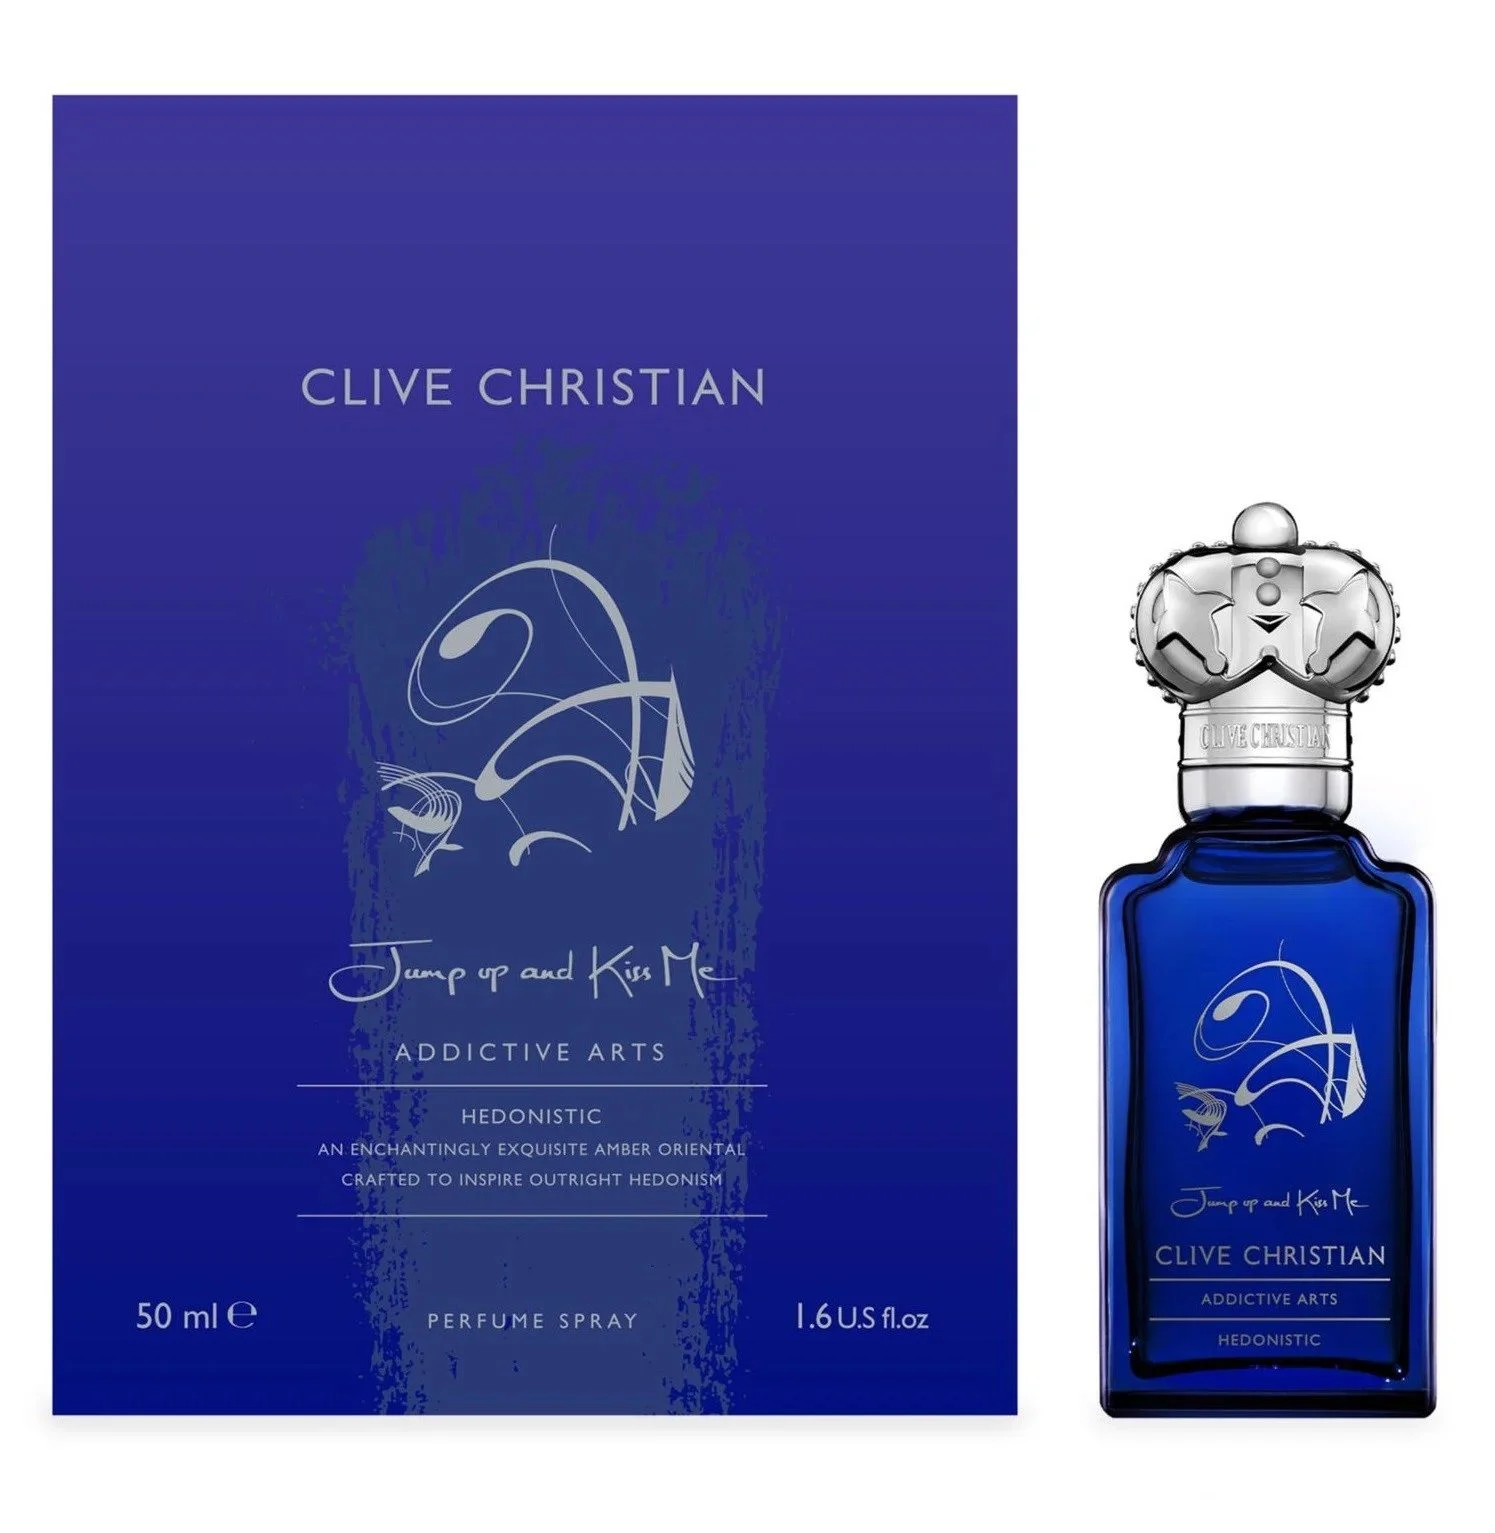 CLIVE CHRISTIAN
Jump up and Kiss Me
ADDICTIVE ARTS
HEDONISTIC
AN ENCHANTINGLY EXQUISITE AMBER ORIENTAL
CRAFTED TO INSPIRE OUTRIGHT HEDONISM
50 ml ℮
PERFUME SPRAY
1.6 U.S fl.oz
CLIVE CHRISTIAN
Jump up and Kiss Me
CLIVE CHRISTIAN
ADDICTIVE ARTS
HEDONISTIC